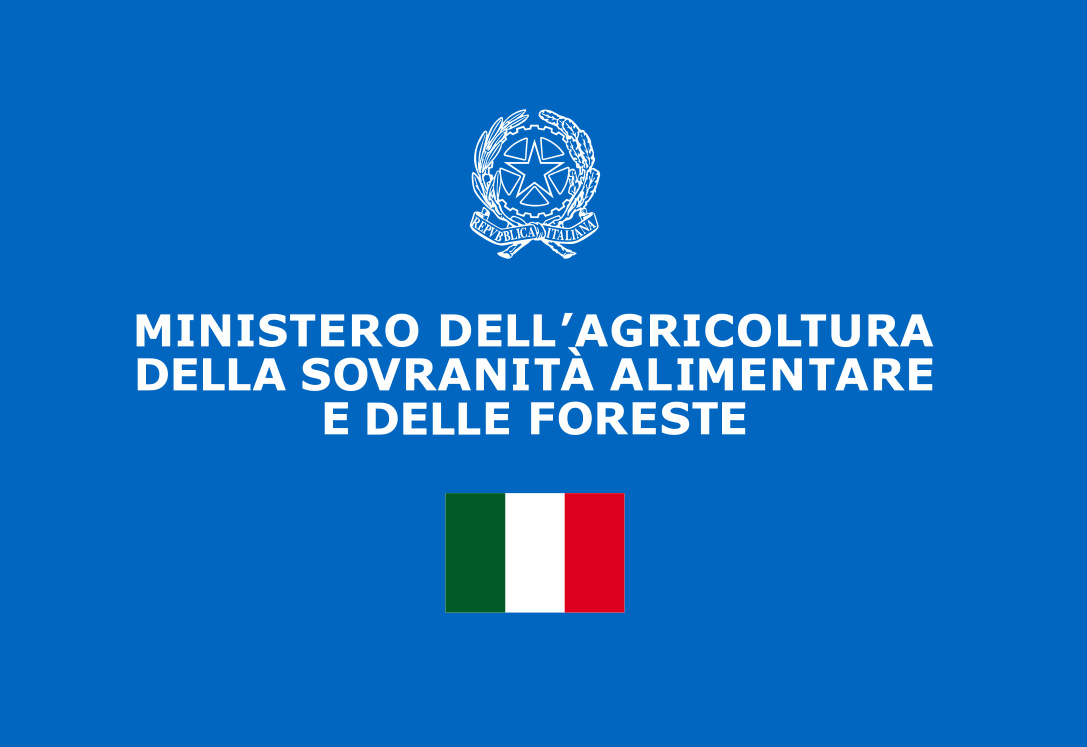 REPVBBLICA ITALIANA
MINISTERO DELL’AGRICOLTURA
DELLA SOVRANITÀ ALIMENTARE
E DELLE FORESTE